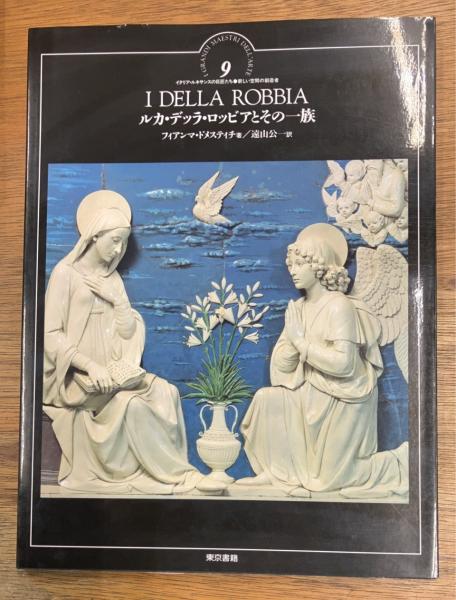 I GRANDI MAESTRI DELL'ARTE
9
イタリア・ルネサンスの巨匠たち●新しい空間の創造者
I DELLA ROBBIA
ルカ・デッラ・ロッビアとその一族
フィアンマ・ドメスティチ著／遠山公一訳
東京書籍